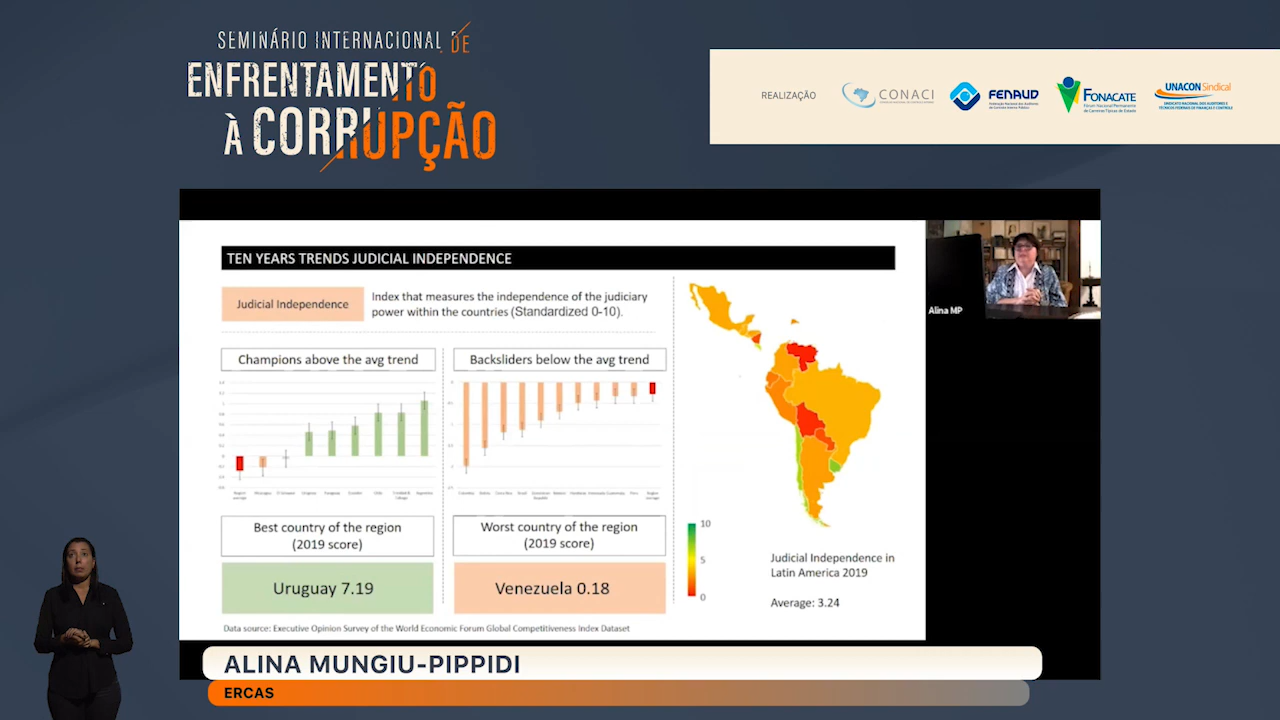 SEMINÁRIO INTERNACIONAL DE
ENFRENTAMENTO
À CORRUPÇÃO
REALIZAÇÃO
CONACI
FENAUD
FONACATE
UNACON Sindical
TEN YEARS TRENDS JUDICIAL INDEPENDENCE
Judicial Independence
Index that measures the independence of the judiciary
power within the countries (Standardized 0-10).
Champions above the avg trend
Backsliders below the avg trend
Best country of the region
(2019 score)
Worst country of the region
(2019 score)
Uruguay 7.19
Venezuela 0.18
Data source: Executive Opinion Survey of the World Economic Forum Global Competitiveness Index Dataset
10
5
0
Judicial Independence in
Latin America 2019
Average: 3.24
Alina MP
ALINA MUNGIU-PIPPIDI
ERCAS